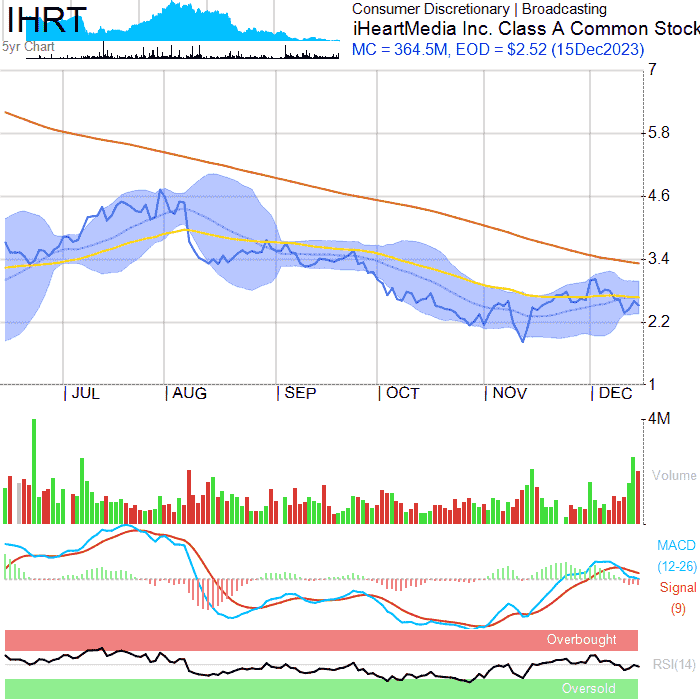 IHRT
5yr Chart
Consumer Discretionary | Broadcasting
iHeartMedia Inc. Class A Common Stock
MC = 364.5M, EOD = $2.52 (15Dec2023)
7
5.8
4.6
3.4
2.2
1
JUL AUG SEP OCT NOV DEC
4M
Volume
MACD
(12-26)
Signal
(9)
Overbought
RSI(14)
Oversold